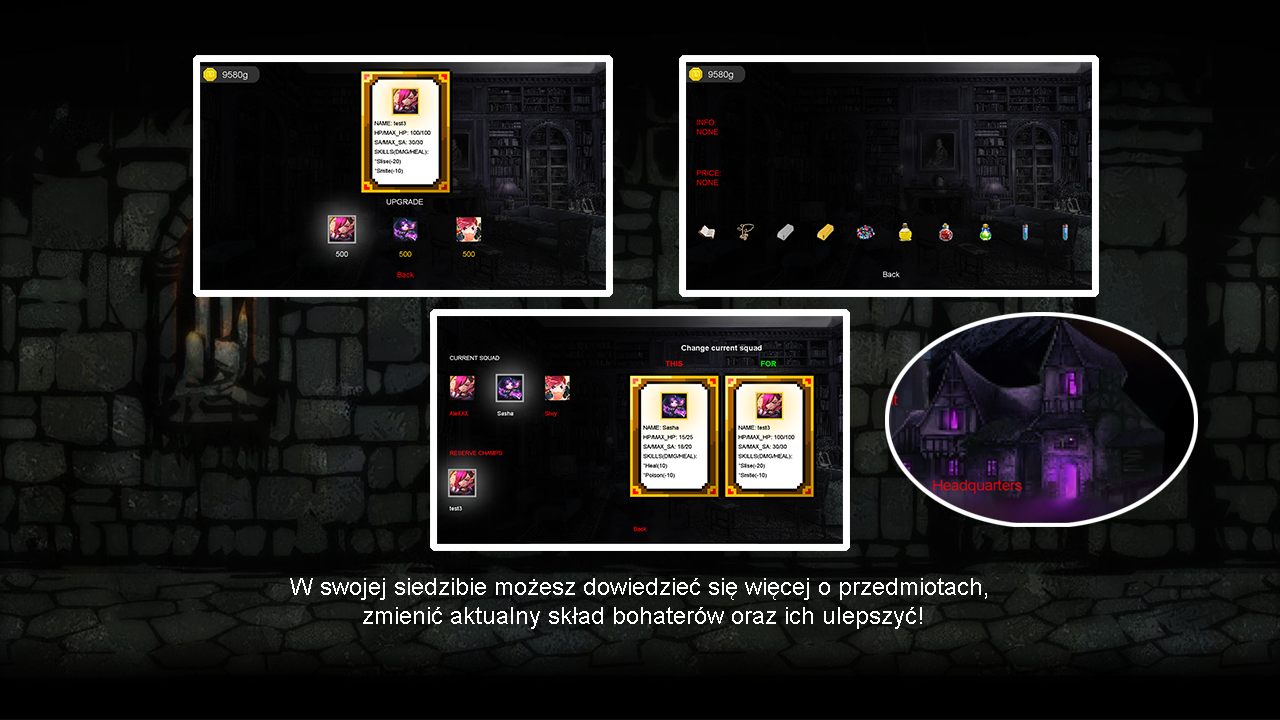 9580g
NAME: test3
HP/MAX_HP: 100/100
SA/MAX_SA: 30/30
SKILLS(DMG/HEAL):
*Slise(-20)
*Smite(-10)
UPGRADE
500 500 500
Back
9580g
INFO:
NONE
PRICE:
NONE
Back
CURRENT SQUAD
AleXXX Sasha Shey
RESERVE CHAMPS
test3
Change current squad
THIS FOR
NAME: Sasha
HP/MAX_HP: 15/25
SA/MAX_SA: 18/20
SKILLS(DMG/HEAL):
*Heal(10)
*Poison(-10)
NAME: test3
HP/MAX_HP: 100/100
SA/MAX_SA: 30/30
SKILLS(DMG/HEAL):
*Slise(-20)
*Smite(-10)
Back
t
Headquarters
W swojej siedzibie możesz dowiedzieć się więcej o przedmiotach,
zmienić aktualny skład bohaterów oraz ich ulepszyć!